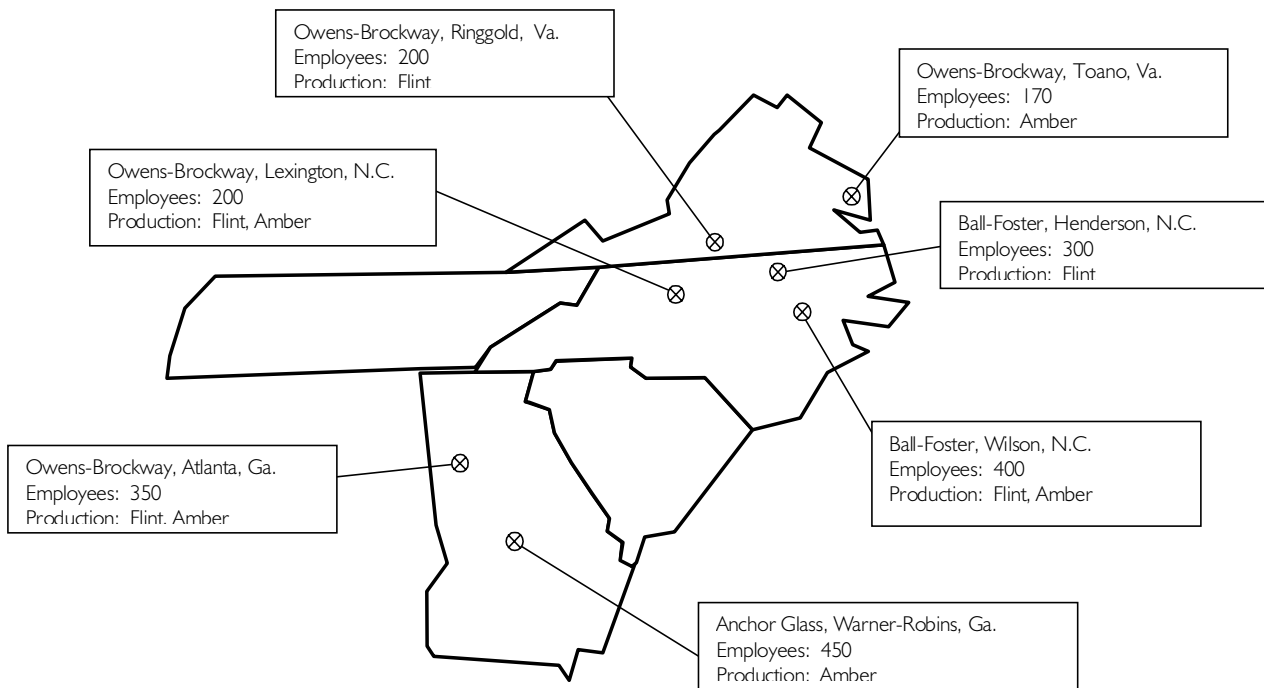 Owens-Brockway, Ringgold, Va.
Employees: 200
Production: Flint
Owens-Brockway, Toano, Va.
Employees: 170
Production: Amber
Owens-Brockway, Lexington, N.C.
Employees: 200
Production: Flint, Amber
Ball-Foster, Henderson, N.C.
Employees: 300
Production: Flint
Ball-Foster, Wilson, N.C.
Employees: 400
Production: Flint, Amber
Owens-Brockway, Atlanta, Ga.
Employees: 350
Production: Flint, Amber
Anchor Glass, Warner-Robins, Ga.
Employees: 450
Production: Amber